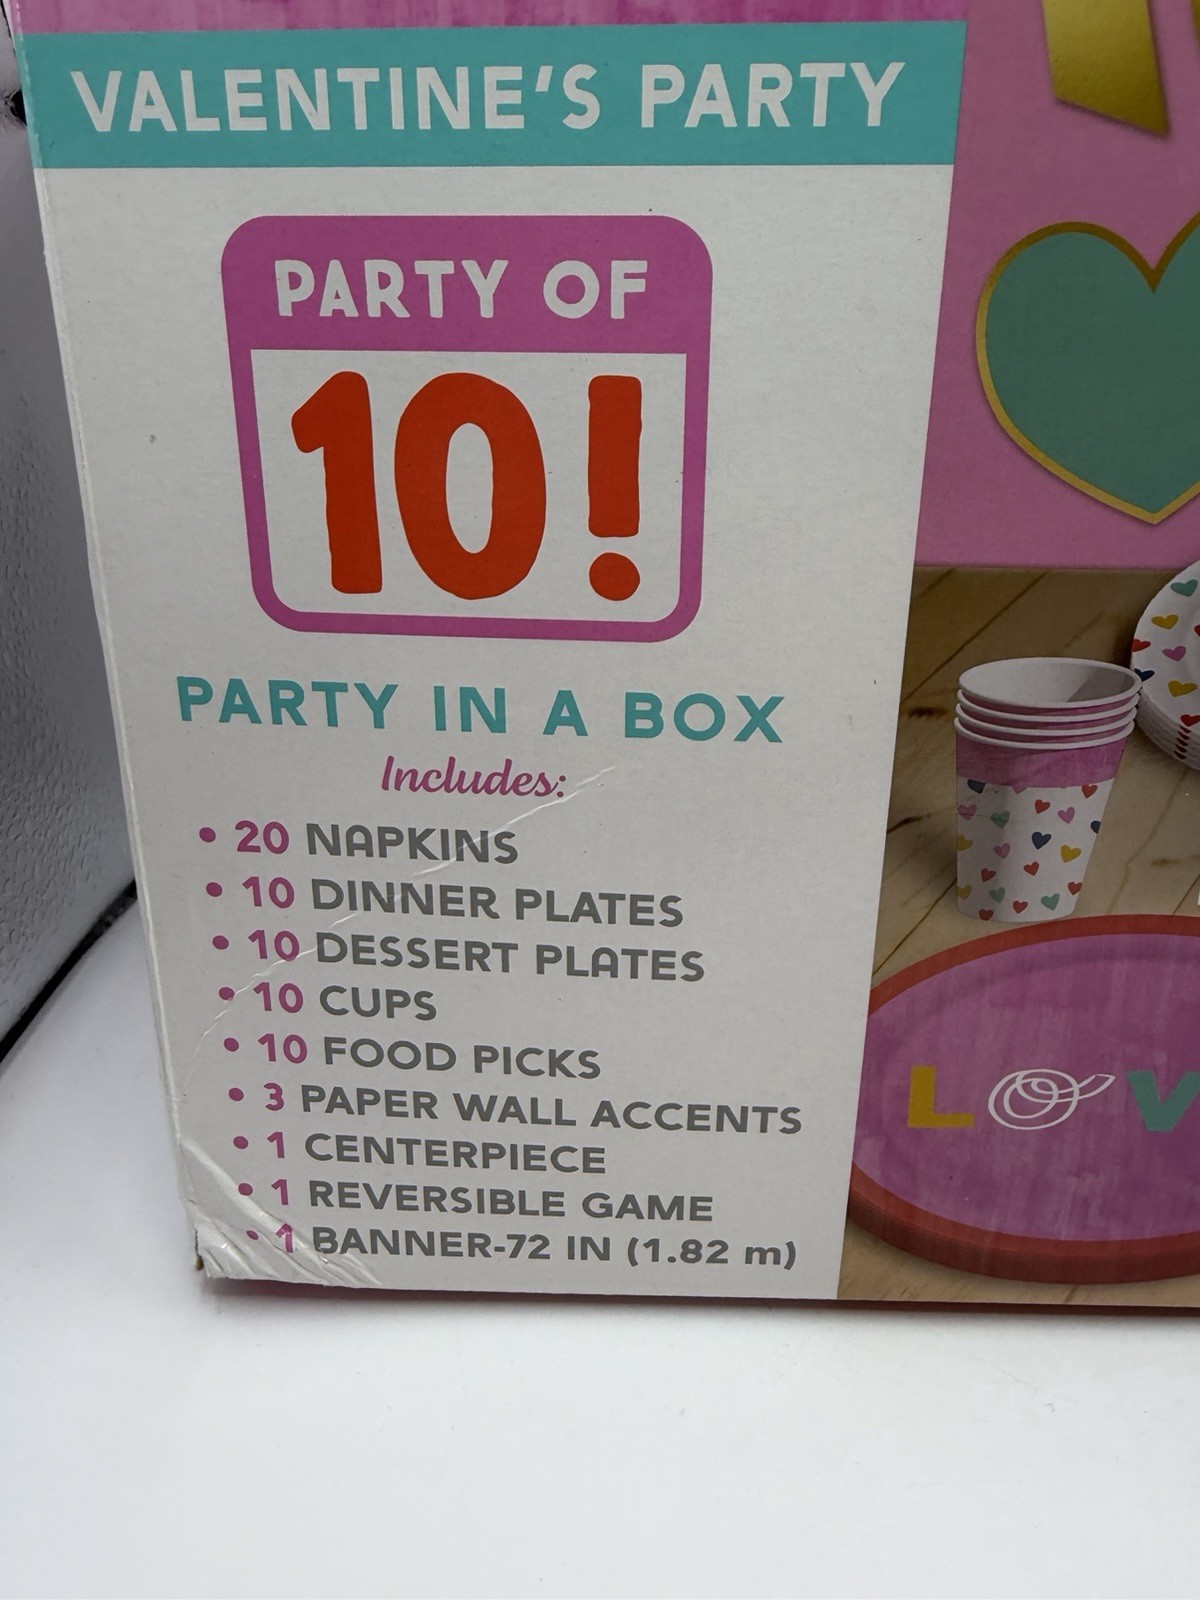 VALENTINE'S PARTY
PARTY OF
10!
PARTY IN A BOX
Includes:
• 20 NAPKINS
• 10 DINNER PLATES
• 10 DESSERT PLATES
• 10 CUPS
• 10 FOOD PICKS
• 3 PAPER WALL ACCENTS
• 1 CENTERPIECE
• 1 REVERSIBLE GAME
• 1 BANNER-72 IN (1.82 m)
LOV